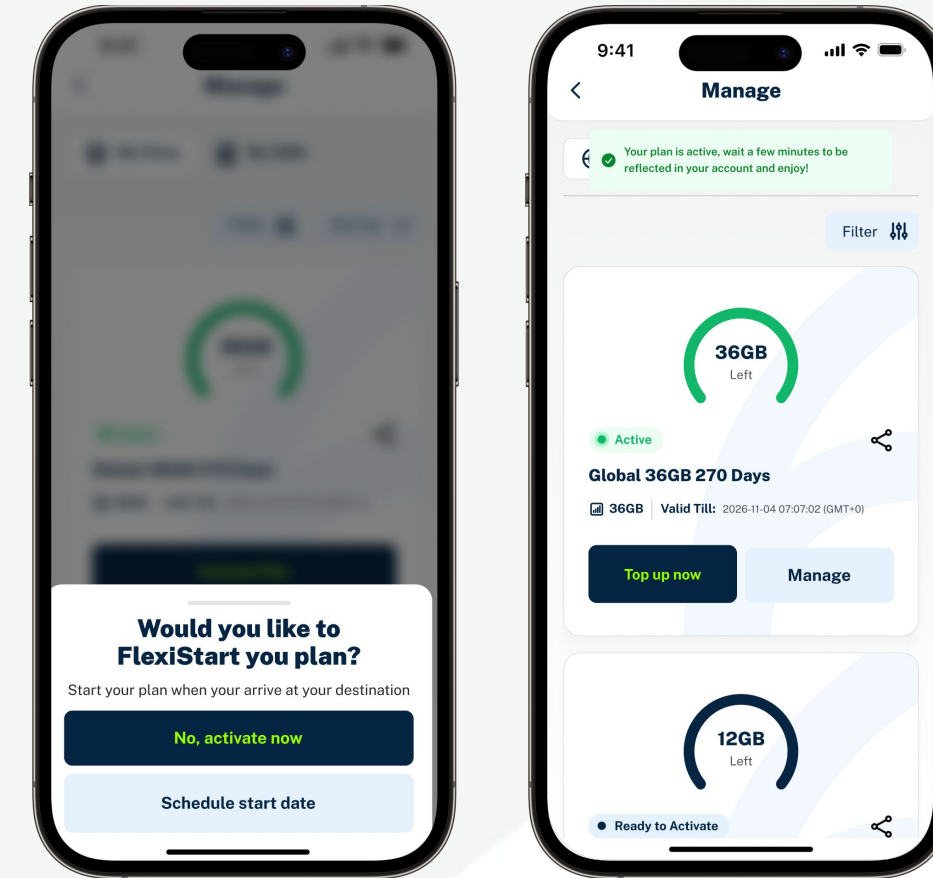 Would you like to
FlexiStart you plan?
Start your plan when your arrive at your destination
No, activate now
Schedule start date
9:41
Manage
Your plan is active, wait a few minutes to be
reflected in your account and enjoy!
Filter
36GB
Left
Active
Global 36GB 270 Days
36GB Valid Till: 2026-11-04 07:07:02 (GMT+0)
Top up now Manage
12GB
Left
Ready to Activate